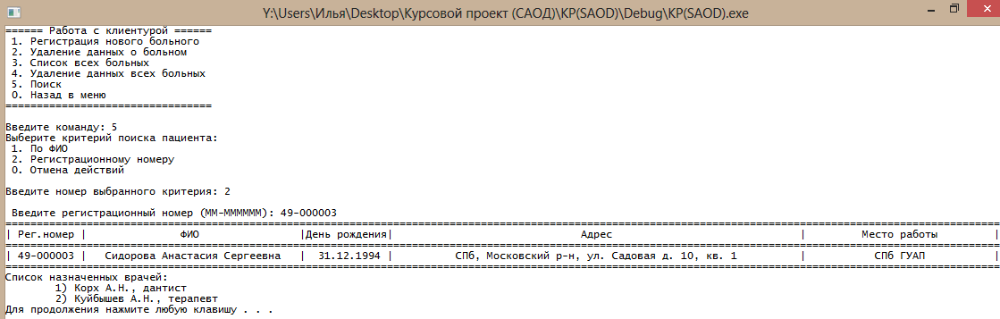 Y:\Users\Илья\Desktop\Курсовой проект (САОД)\KP(SAOD)\Debug\KP(SAOD).exe
====== Работа с клиентурой ======
1. Регистрация нового больного
2. Удаление данных о больном
3. Список всех больных
4. Удаление данных всех больных
5. Поиск
0. Назад в меню
=================================
Введите команду: 5
Выберите критерий поиска пациента:
1. По ФИО
2. Регистрационному номеру
0. Отмена действий
Введите номер выбранного критерия: 2
Введите регистрационный номер (ММ-ММММММ): 49-000003
| Рег.номер | ФИО |День рождения| Адрес | Место работы |
| 49-000003 | Сидорова Анастасия Сергеевна | 31.12.1994 | СПб, Московский р-н, ул. Садовая д. 10, кв. 1 | СПб ГУАП |
Список назначенных врачей:
1) Корх А.Н., дантист
2) Куйбышев А.Н., терапевт
Для продолжения нажмите любую клавишу . . .